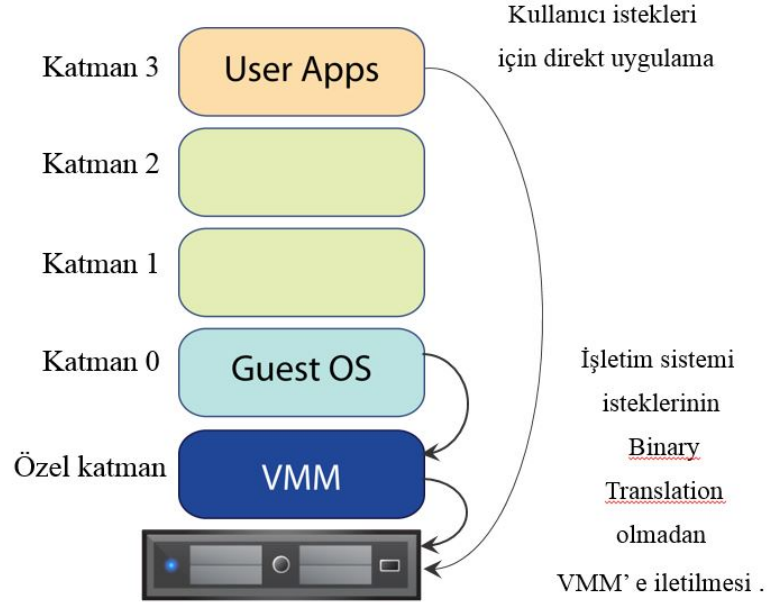 Kullanıcı istekleri
için direkt uygulama
Katman 3
User Apps
Katman 2
Katman 1
Katman 0
Guest OS
Özel katman
VMM
İşletim sistemi
isteklerinin
Binary
Translation
olmadan
VMM' e iletilmesi .